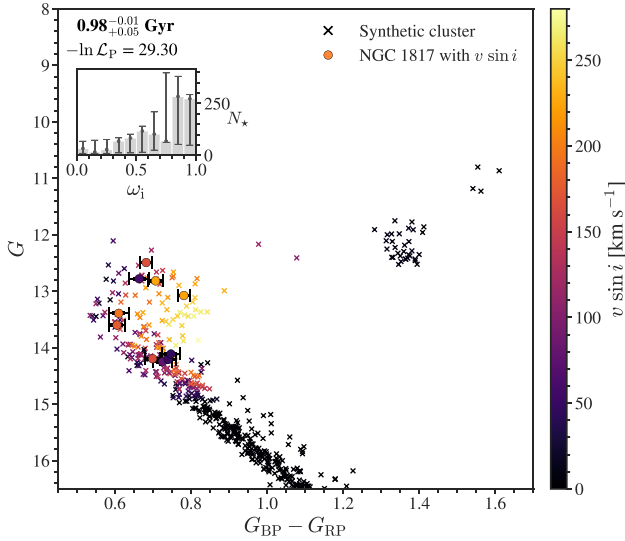 0.98^{-0.01}_{+0.05} Gyr
−ln 𝓛_P = 29.30
× Synthetic cluster
NGC 1817 with v sin i
250
0
N⋆
0.0 0.5 1.0
ω_i
8
9
10
11
12
13
14
15
16
G
0.6 0.8 1.0 1.2 1.4 1.6
G_BP − G_RP
250
200
150
100
50
0
v sin i [km s^{−1}]